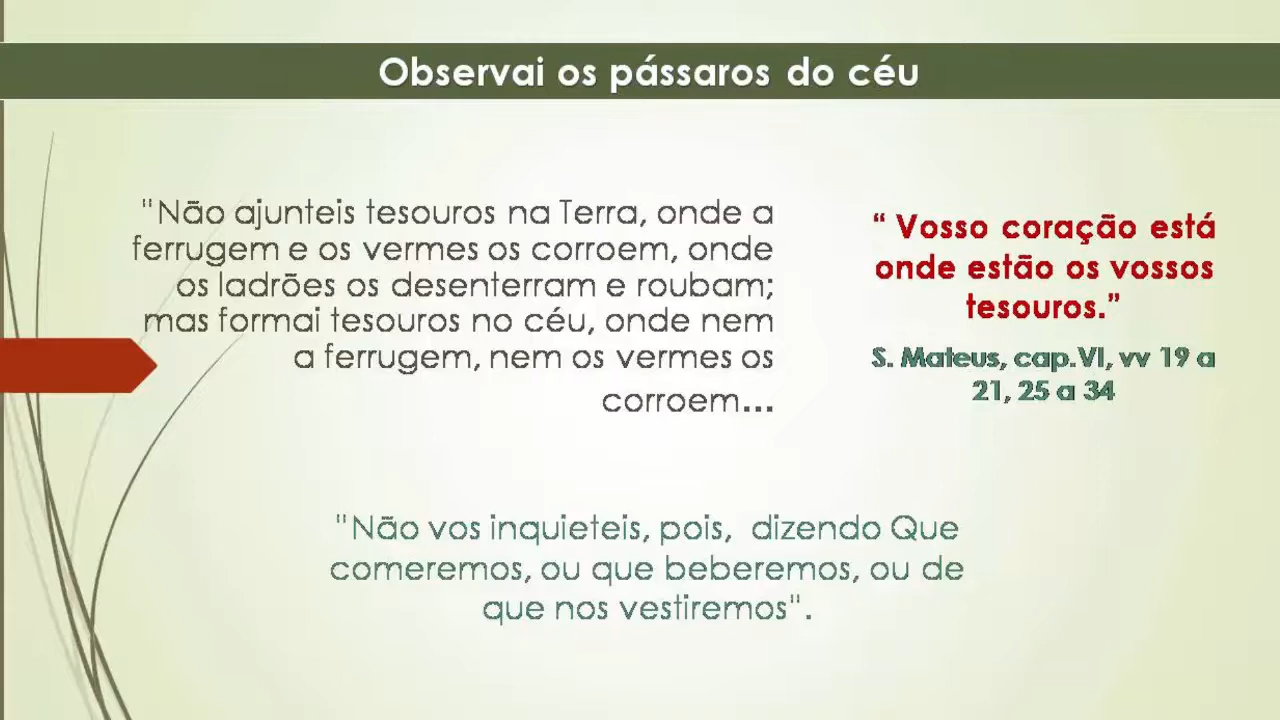 Observai os pássaros do céu
"Não ajunteis tesouros na Terra, onde a
ferrugem e os vermes os corroem, onde
os ladrões os desenterram e roubam;
mas formai tesouros no céu, onde nem
a ferrugem, nem os vermes os
corroem...
“ Vosso coração está
onde estão os vossos
tesouros.”
S. Mateus, cap.VI, vv 19 a
21, 25 a 34
"Não vos inquieteis, pois,  dizendo Que
comeremos, ou que beberemos, ou de
que nos vestiremos".